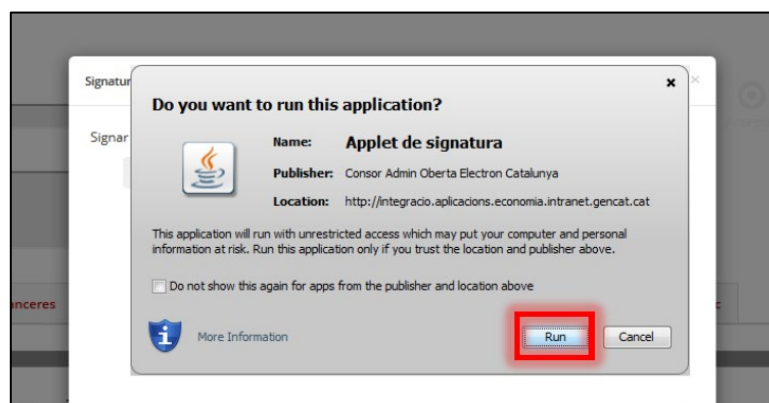 Signatur
Do you want to run this application?
Signar
Name: Applet de signatura
Publisher: Consor Admin Oberta Electron Catalunya
Location: http://integracio.aplicacions.economia.intranet.gencat.cat
This application will run with unrestricted access which may put your computer and personal
information at risk. Run this application only if you trust the location and publisher above.
Do not show this again for apps from the publisher and location above
anceres
More Information
Run
Cancel